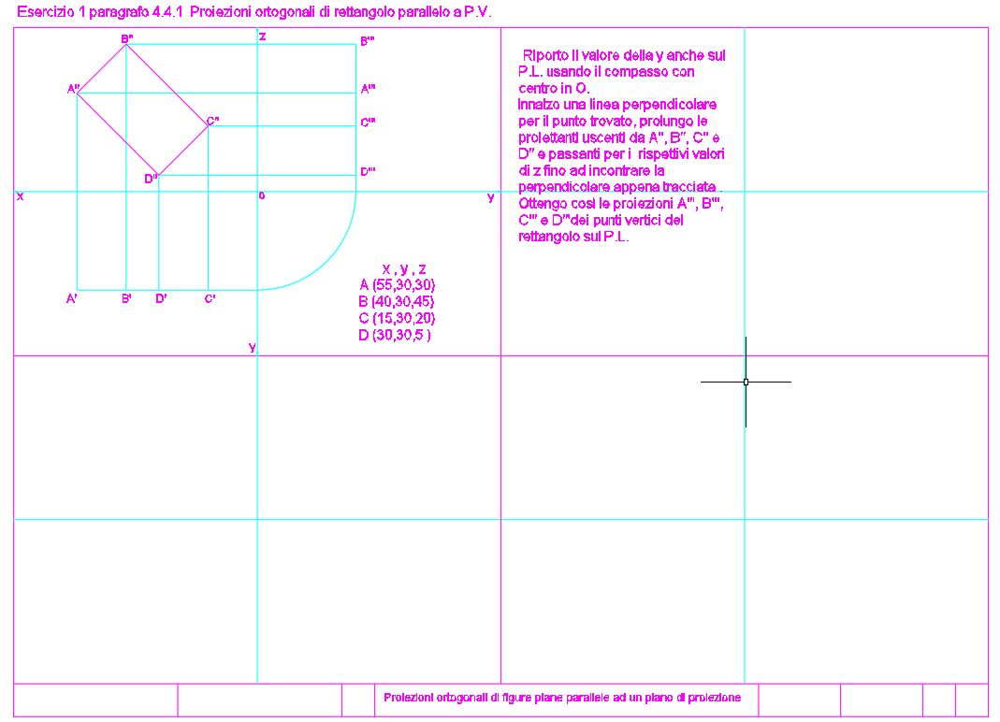 Esercizio 1 paragrafo 4.4.1 Proiezioni ortogonali di rettangolo parallelo a P.V.
B" z B'"
A" A'"
C" C'"
D" D'"
x o y
A' B' D' C'
y
x , y , z
A (55,30,30)
B (40,30,45)
C (15,30,20)
D (30,30,5 )
Riporto il valore della y anche sul
P.L. usando il compasso con
centro in O.
Innalzo una linea perpendicolare
per il punto trovato, prolungo le
proiettanti uscenti da A", B", C" e
D" e passanti per i rispettivi valori
di z fino ad incontrare la
perpendicolare appena tracciata .
Ottengo così le proiezioni A'", B'",
C'" e D'"dei punti vertici del
rettangolo sul P.L.
Proiezioni ortogonali di figure piane parallele ad un piano di proiezione